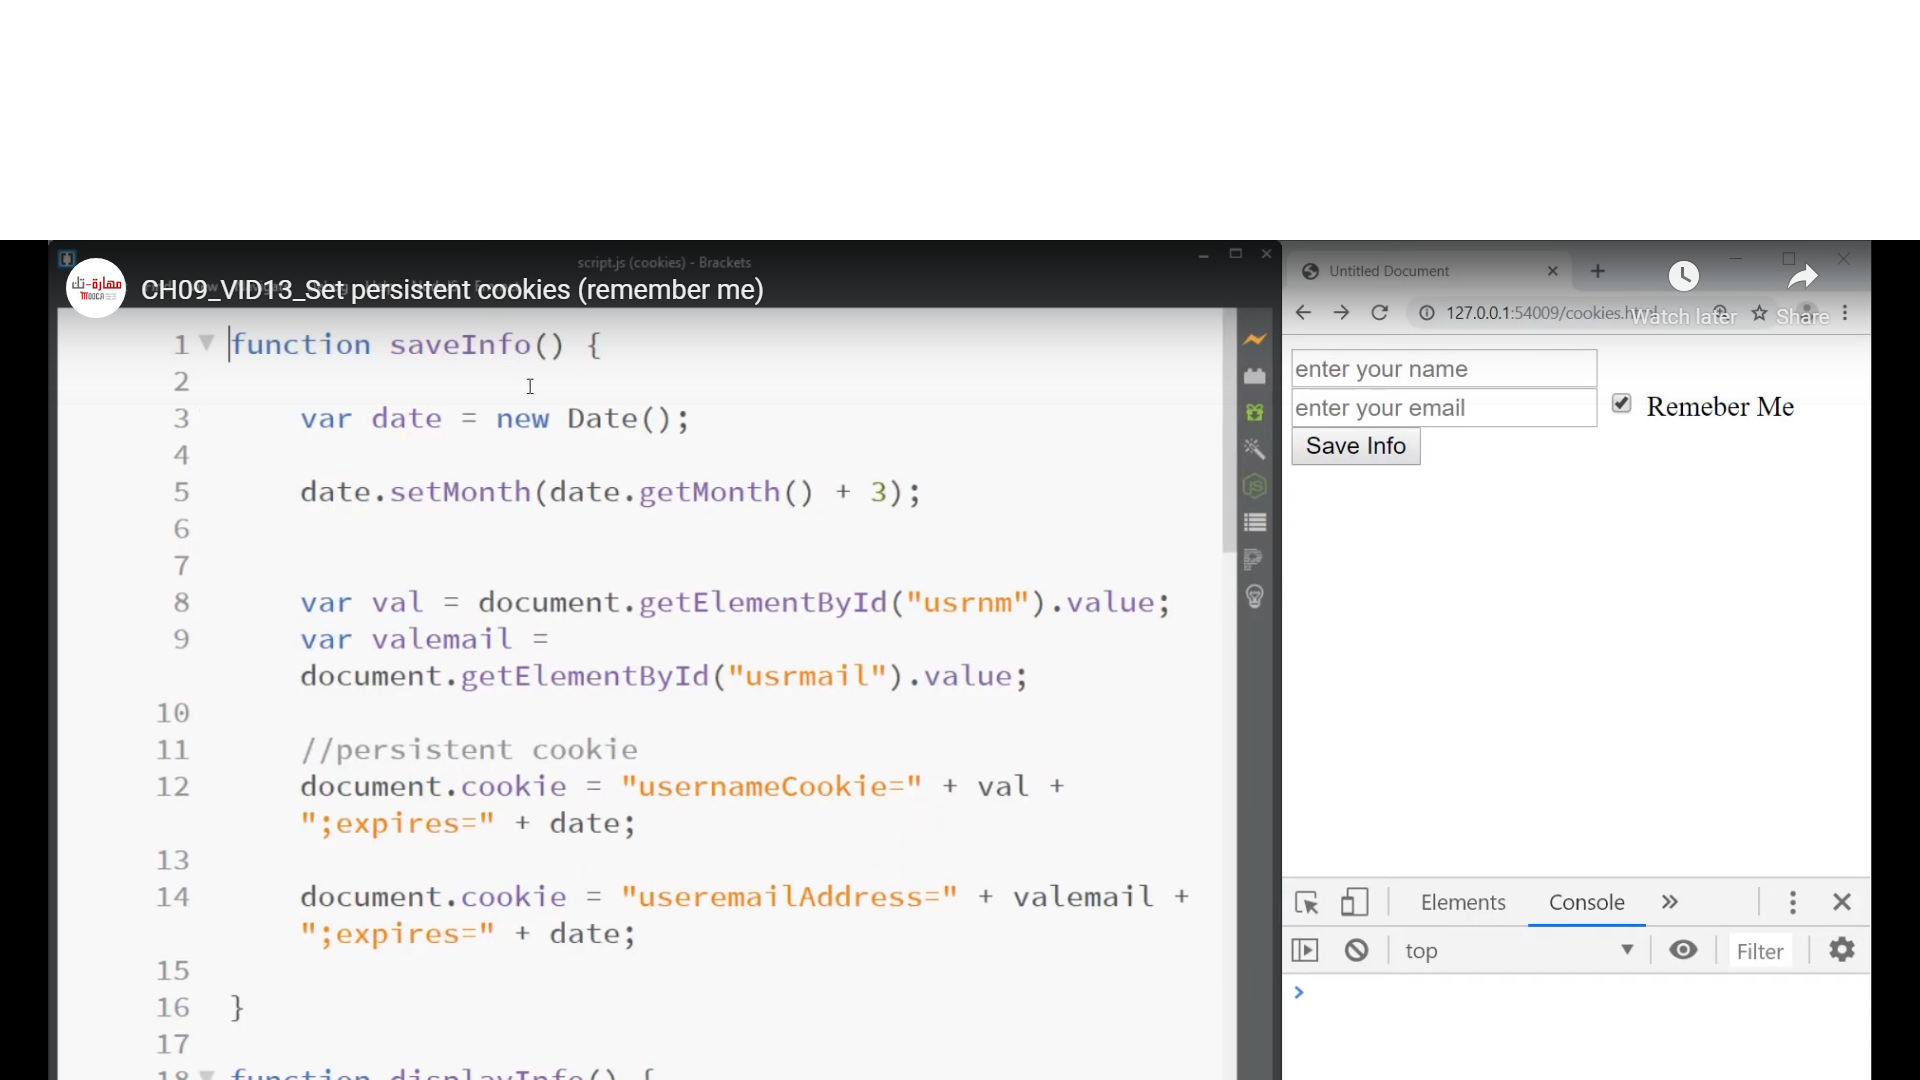 script.js (cookies) - Brackets
مهارة-تك
MOOCA
CH09_VID13_Set persistent cookies (remember me)
1 function saveInfo() {
2
3 var date = new Date();
4
5 date.setMonth(date.getMonth() + 3);
6
7
8 var val = document.getElementById("usrnm").value;
9 var valemail =
document.getElementById("usrmail").value;
10
11 //persistent cookie
12 document.cookie = "usernameCookie=" + val +
";expires=" + date;
13
14 document.cookie = "useremailAddress=" + valemail +
";expires=" + date;
15
16 }
17
18 function displayInfo() {
Untitled Document
127.0.0.1:54009/cookies.h
Watch later
Share
enter your name
enter your email
Remeber Me
Save Info
Elements Console
top
Filter